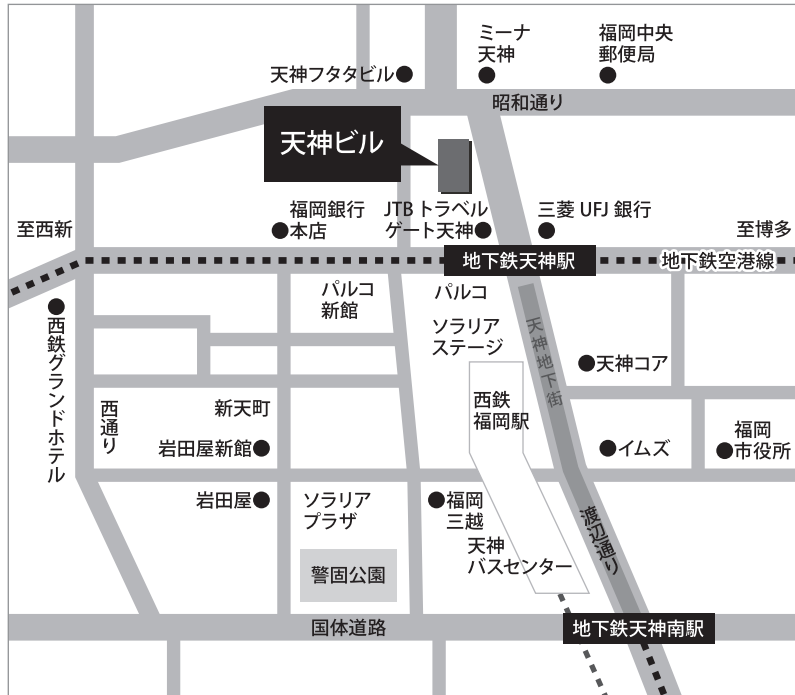 ミーナ
天神
福岡中央
郵便局
天神フタタビル
昭和通り
天神ビル
福岡銀行
本店
JTBトラベル
ゲート天神
三菱UFJ銀行
至西新
至博多
地下鉄天神駅
地下鉄空港線
パルコ
新館
パルコ
ソラリア
ステージ
天神地下街
西鉄グランドホテル
天神コア
西通り
新天町
西鉄
福岡駅
岩田屋新館
イムズ
福岡
市役所
岩田屋
ソラリア
プラザ
福岡
三越
渡辺通り
天神
バスセンター
警固公園
国体道路
地下鉄天神南駅